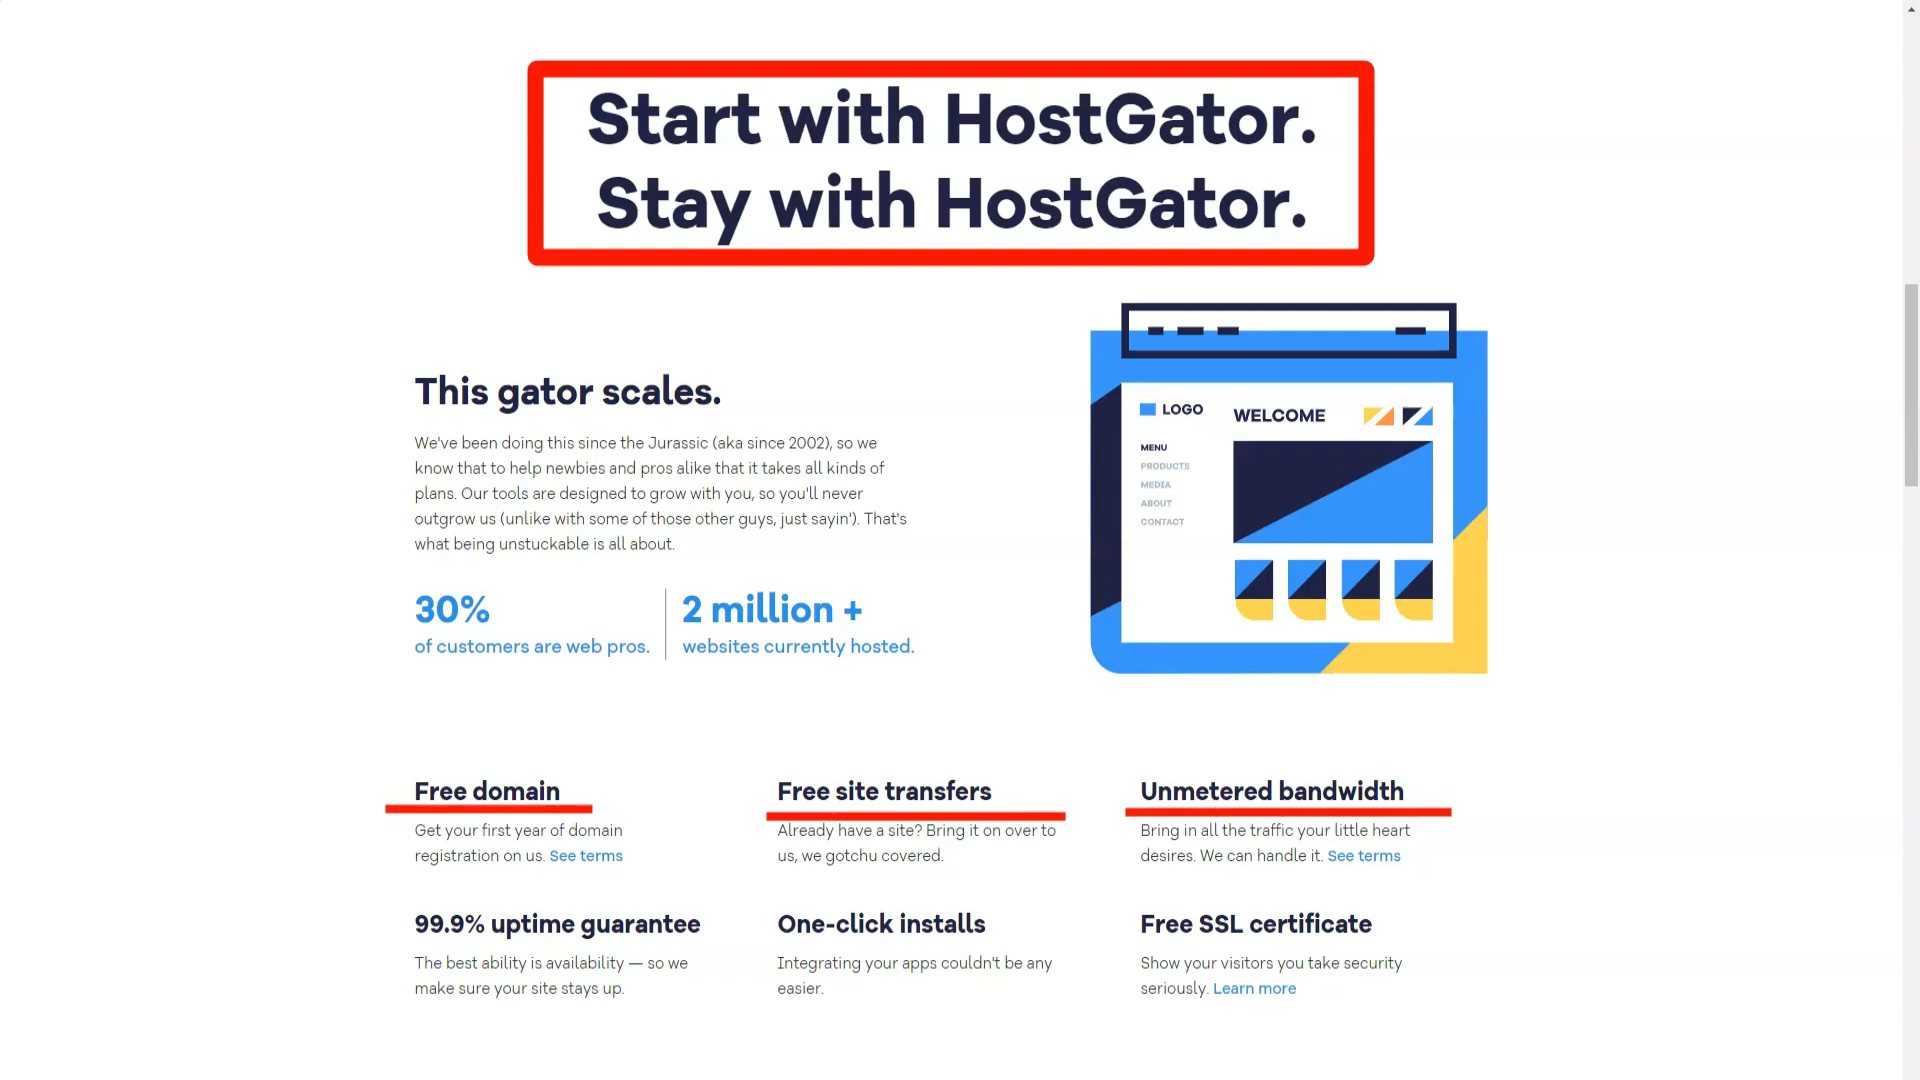 Start with HostGator.
Stay with HostGator.
This gator scales.
We've been doing this since the Jurassic (aka since 2002), so we
know that to help newbies and pros alike that it takes all kinds of
plans. Our tools are designed to grow with you, so you'll never
outgrow us (unlike with some of those other guys, just sayin'). That's
what being unstuckable is all about.
30%
of customers are web pros.
2 million +
websites currently hosted.
LOGO
WELCOME
MENU
PRODUCTS
MEDIA
ABOUT
CONTACT
Free domain
Get your first year of domain
registration on us. See terms
Free site transfers
Already have a site? Bring it on over to
us, we gotchu covered.
Unmetered bandwidth
Bring in all the traffic your little heart
desires. We can handle it. See terms
99.9% uptime guarantee
The best ability is availability — so we
make sure your site stays up.
One-click installs
Integrating your apps couldn't be any
easier.
Free SSL certificate
Show your visitors you take security
seriously. Learn more